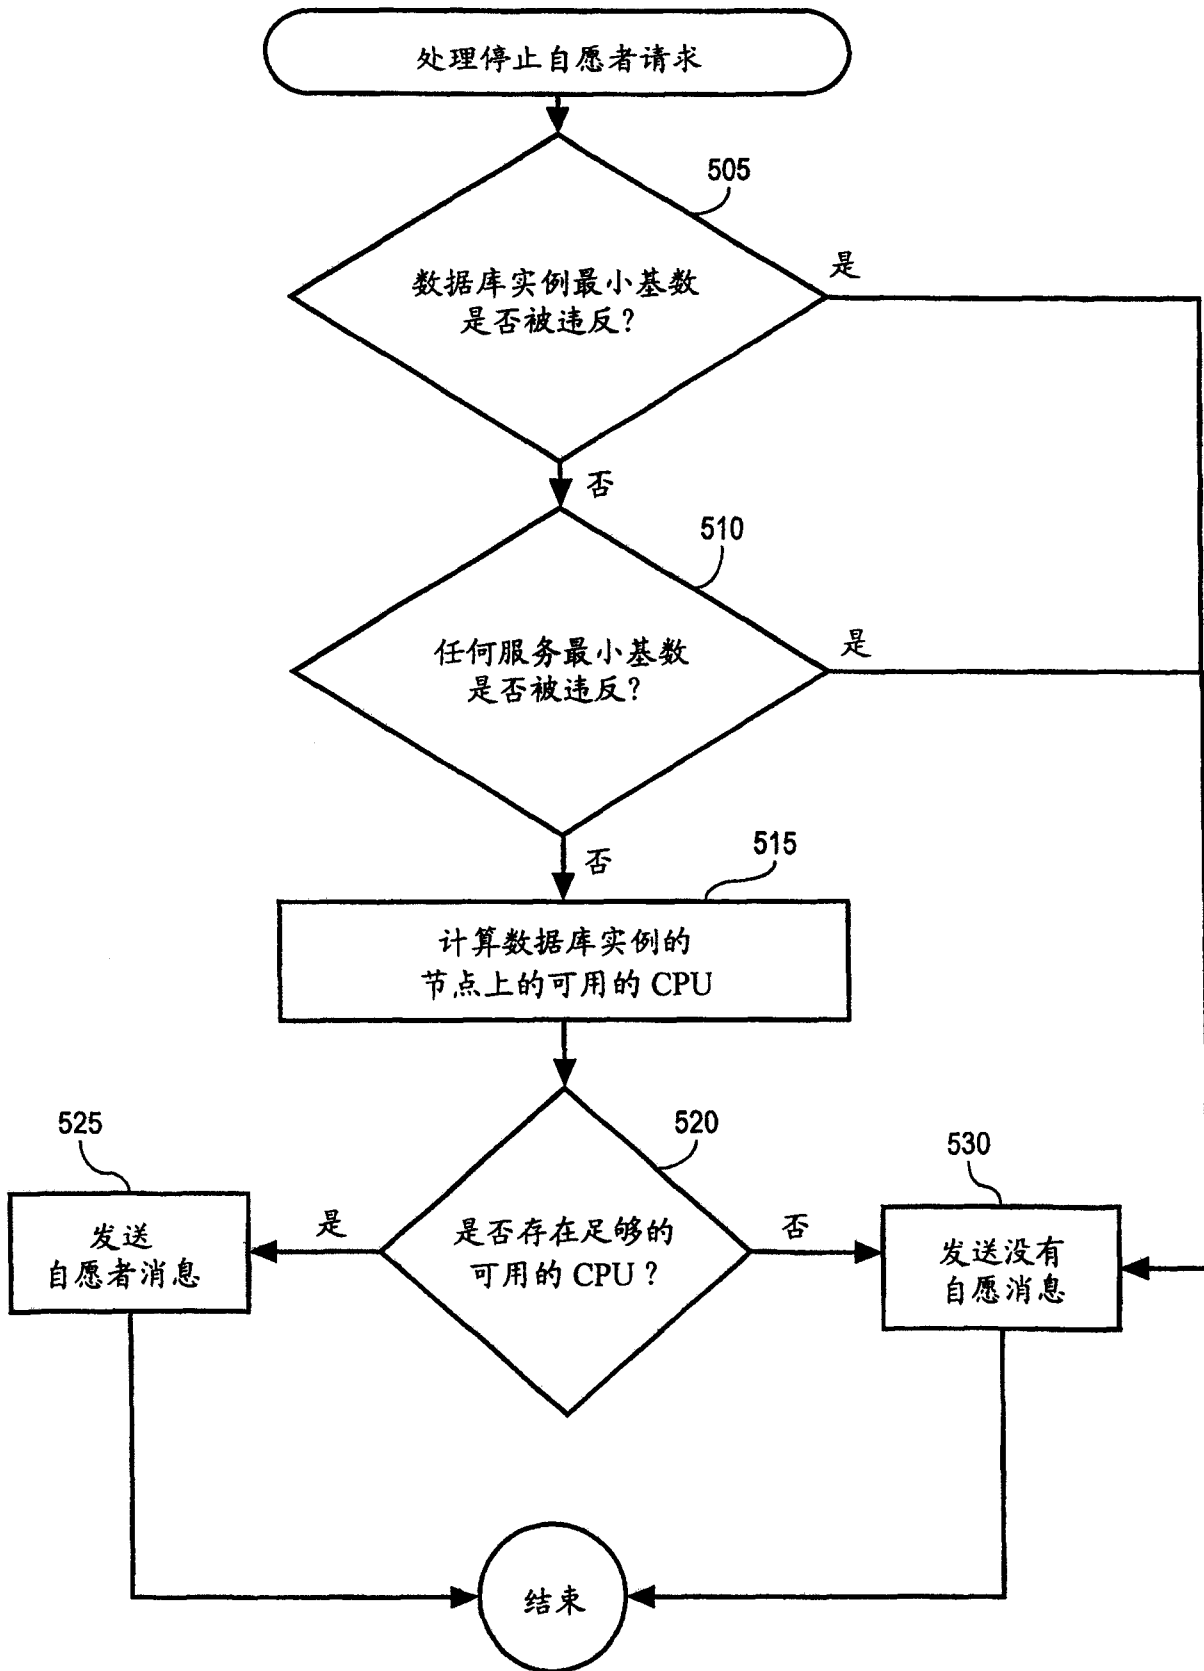 处理停止自愿者请求
505
数据库实例最小基数
是否被违反?
是
否
510
任何服务最小基数
是否被违反?
是
否
515
计算数据库实例的
节点上的可用的 CPU
520
是否存在足够的
可用的 CPU?
是
否
525
发送
自愿者消息
530
发送没有
自愿消息
结束